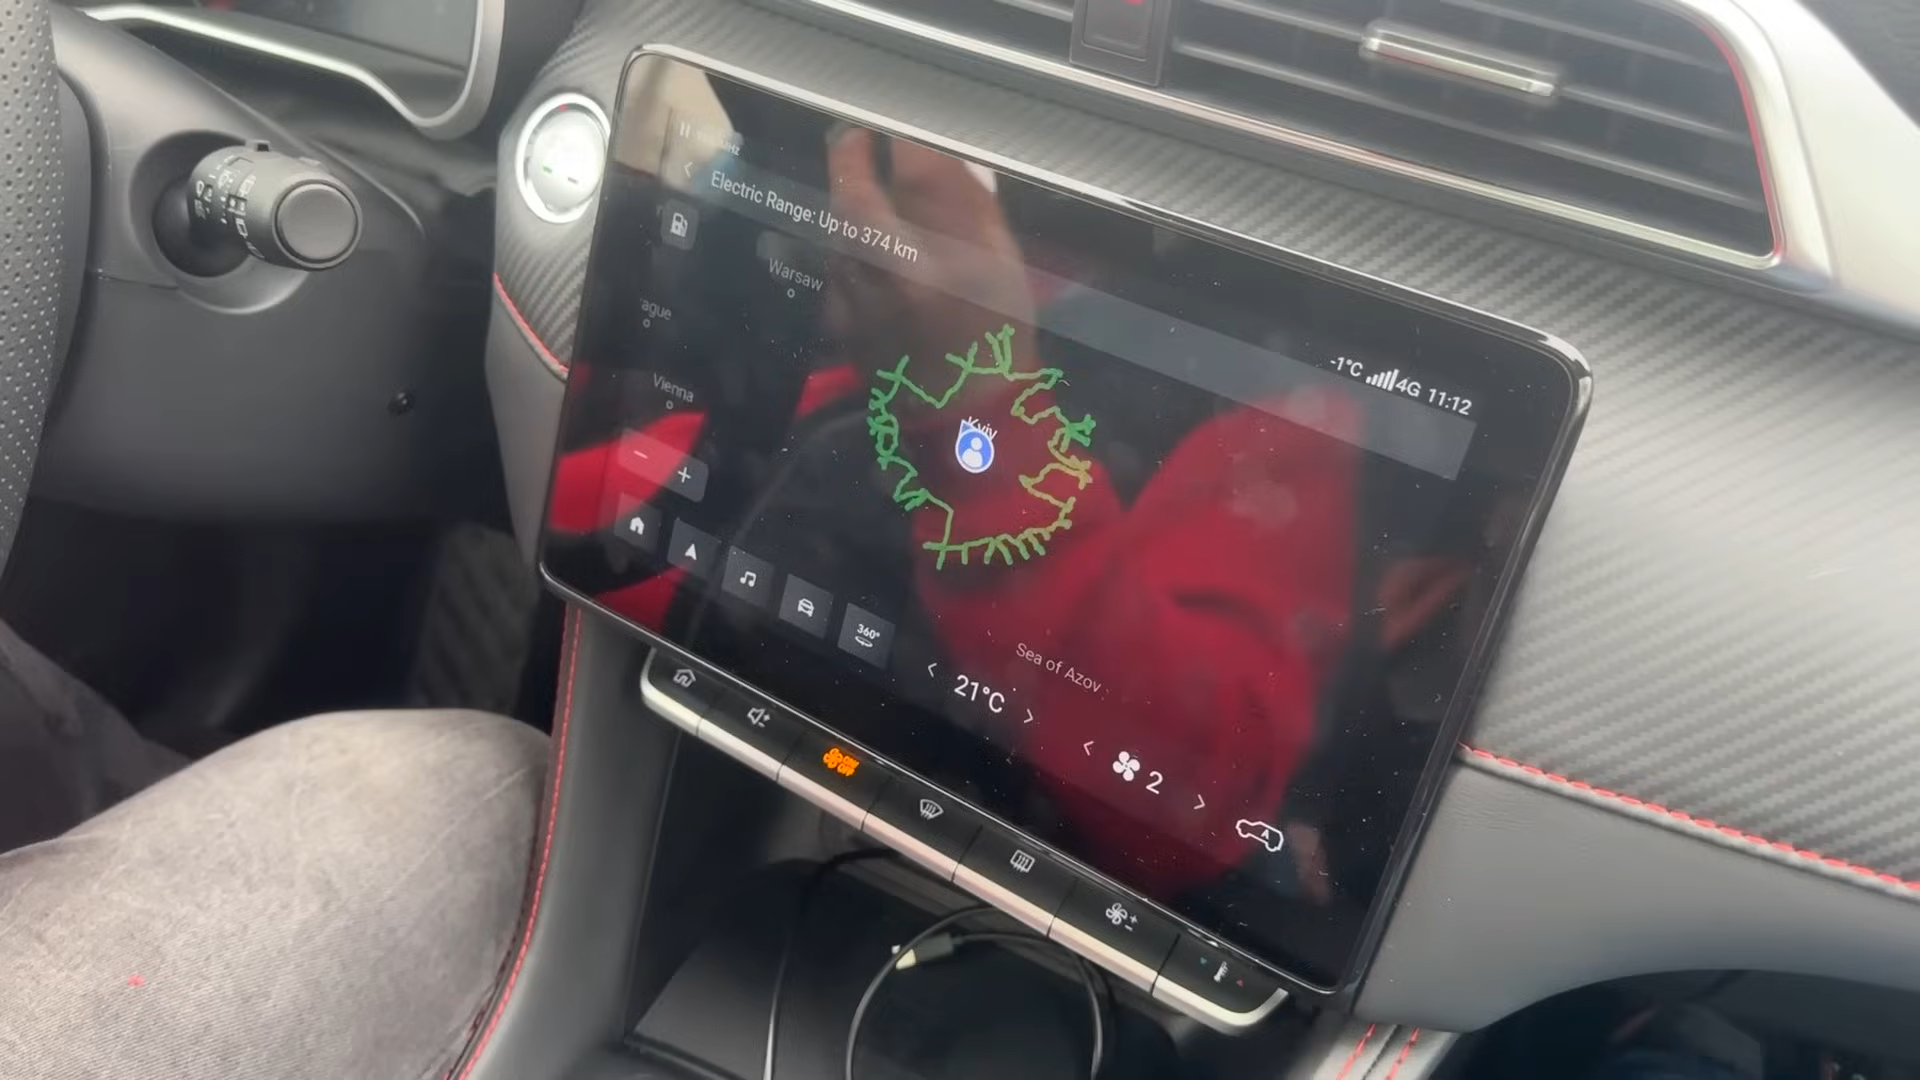 Electric Range: Up to 374 km
-1°C 4G 11:12
Warsaw
ague
Vienna
Kyiv
−
+
360°
Sea of Azov
< 21°C >
< 2 >
A